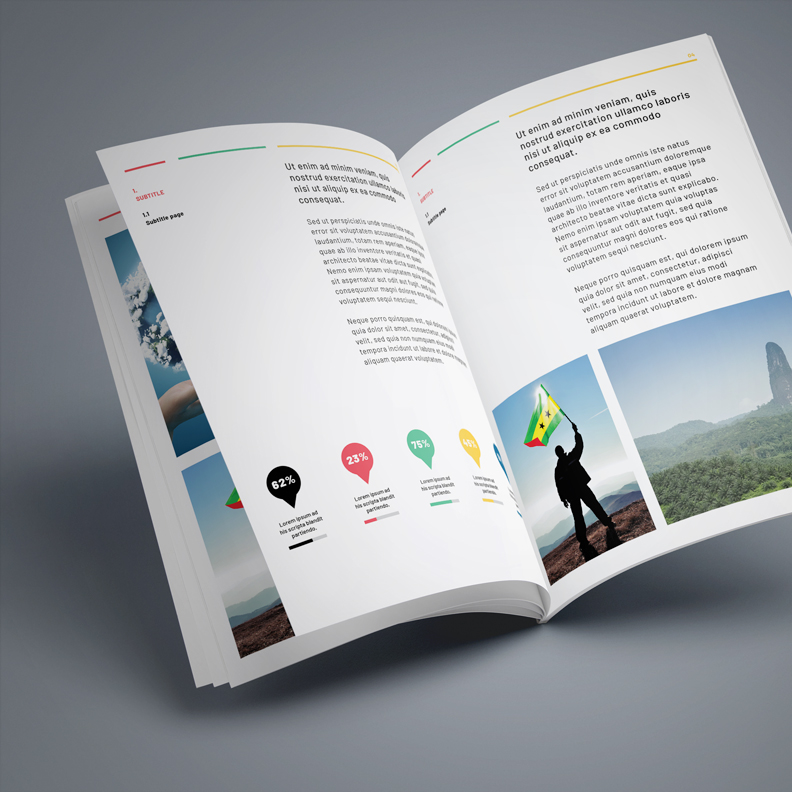 1.
SUBTITLE
1.1
Subtitle page
Ut enim ad minim veniam, quis
nostrud exercitation ullamco laboris
nisi ut aliquip ex ea commodo
consequat.
Sed ut perspiciatis unde omnis iste natus
error sit voluptatem accusantium doloremque
laudantium, totam rem aperiam, eaque ipsa
quae ab illo inventore veritatis et quasi
architecto beatae vitae dicta sunt explicabo.
Nemo enim ipsam voluptatem quia voluptas
sit aspernatur aut odit aut fugit, sed quia
consequuntur magni dolores eos qui
voluptatem sequi nesciunt.
Neque porro quisquam est, qui dolorem
quia dolor sit amet, consectetur, adipisci
velit, sed quia non numquam eius modi
tempora incidunt ut labore et dolore
aliquam quaerat voluptatem.
62%
Lorem ipsum ad
his scripta blandit
partiendo.
23%
Lorem ipsum ad
his scripta blandit
partiendo.
75%
Lorem ipsum ad
his scripta blandit
partiendo.
Lorem ipsum ad
his scripta blandit
partiendo.
SUBTITLE
1.1
Subtitle page
Ut enim ad minim veniam, quis
nostrud exercitation ullamco laboris
nisi ut aliquip ex ea commodo
consequat.
Sed ut perspiciatis unde omnis iste natus
error sit voluptatem accusantium doloremque
laudantium, totam rem aperiam, eaque ipsa
quae ab illo inventore veritatis et quasi
architecto beatae vitae dicta sunt explicabo.
Nemo enim ipsam voluptatem quia voluptas
sit aspernatur aut odit aut fugit, sed quia
consequuntur magni dolores eos qui ratione
voluptatem sequi nesciunt.
Neque porro quisquam est, qui dolorem ipsum
quia dolor sit amet, consectetur, adipisci
velit, sed quia non numquam eius modi
tempora incidunt ut labore et dolore magnam
aliquam quaerat voluptatem.